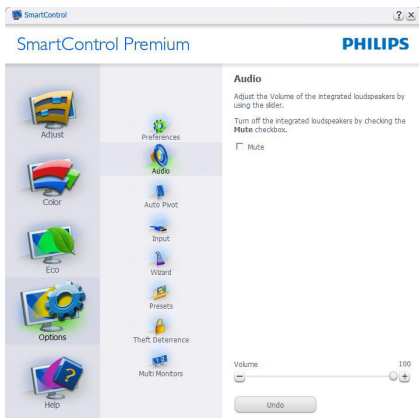 SmartControl
? ×
SmartControl Premium
PHILIPS
Adjust
Color
Eco
Options
Help
Preferences
Audio
Auto Pivot
Input
Wizard
Presets
Theft Deterrence
Multi Monitors
Audio
Adjust the Volume of the integrated loudspeakers by
using the slider.
Turn off the integrated loudspeakers by checking the
Mute checkbox.
Mute
Volume 100
Undo